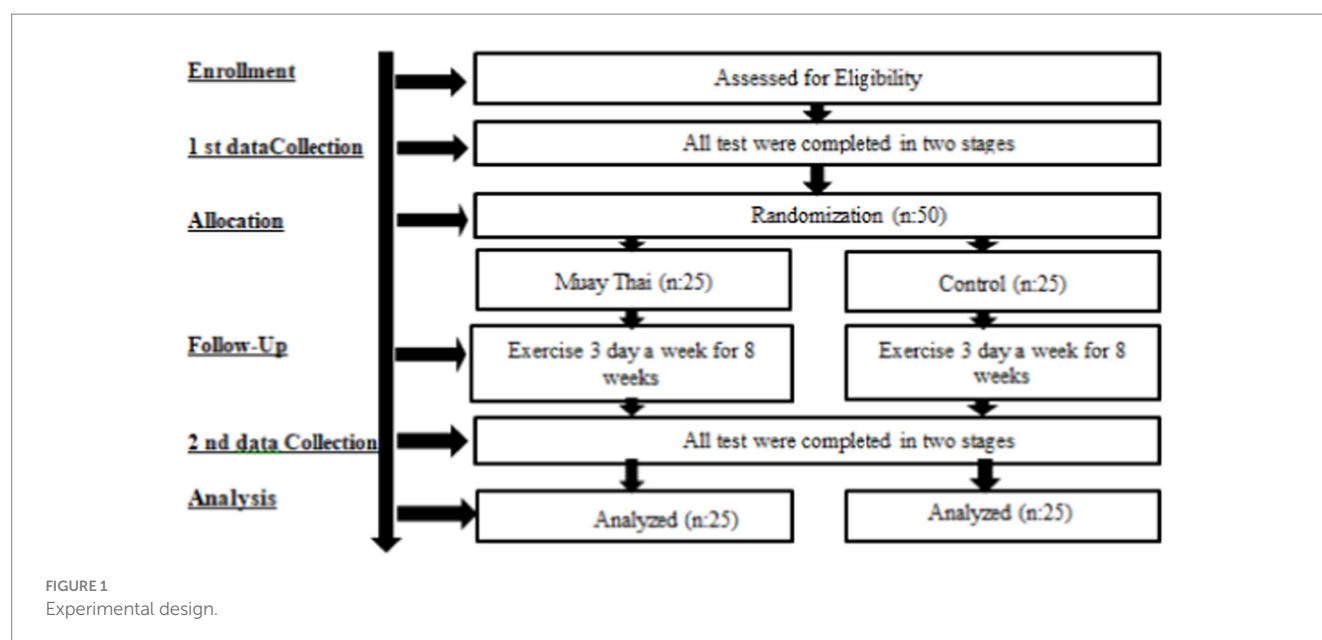 Enrollment
Assessed for Eligibility
1 st dataCollection
All test were completed in two stages
Allocation
Randomization (n:50)
Muay Thai (n:25)
Control (n:25)
Follow-Up
Exercise 3 day a week for 8
weeks
Exercise 3 day a week for 8
weeks
2 nd data Collection
All test were completed in two stages
Analysis
Analyzed (n:25)
Analyzed (n:25)
FIGURE 1
Experimental design.